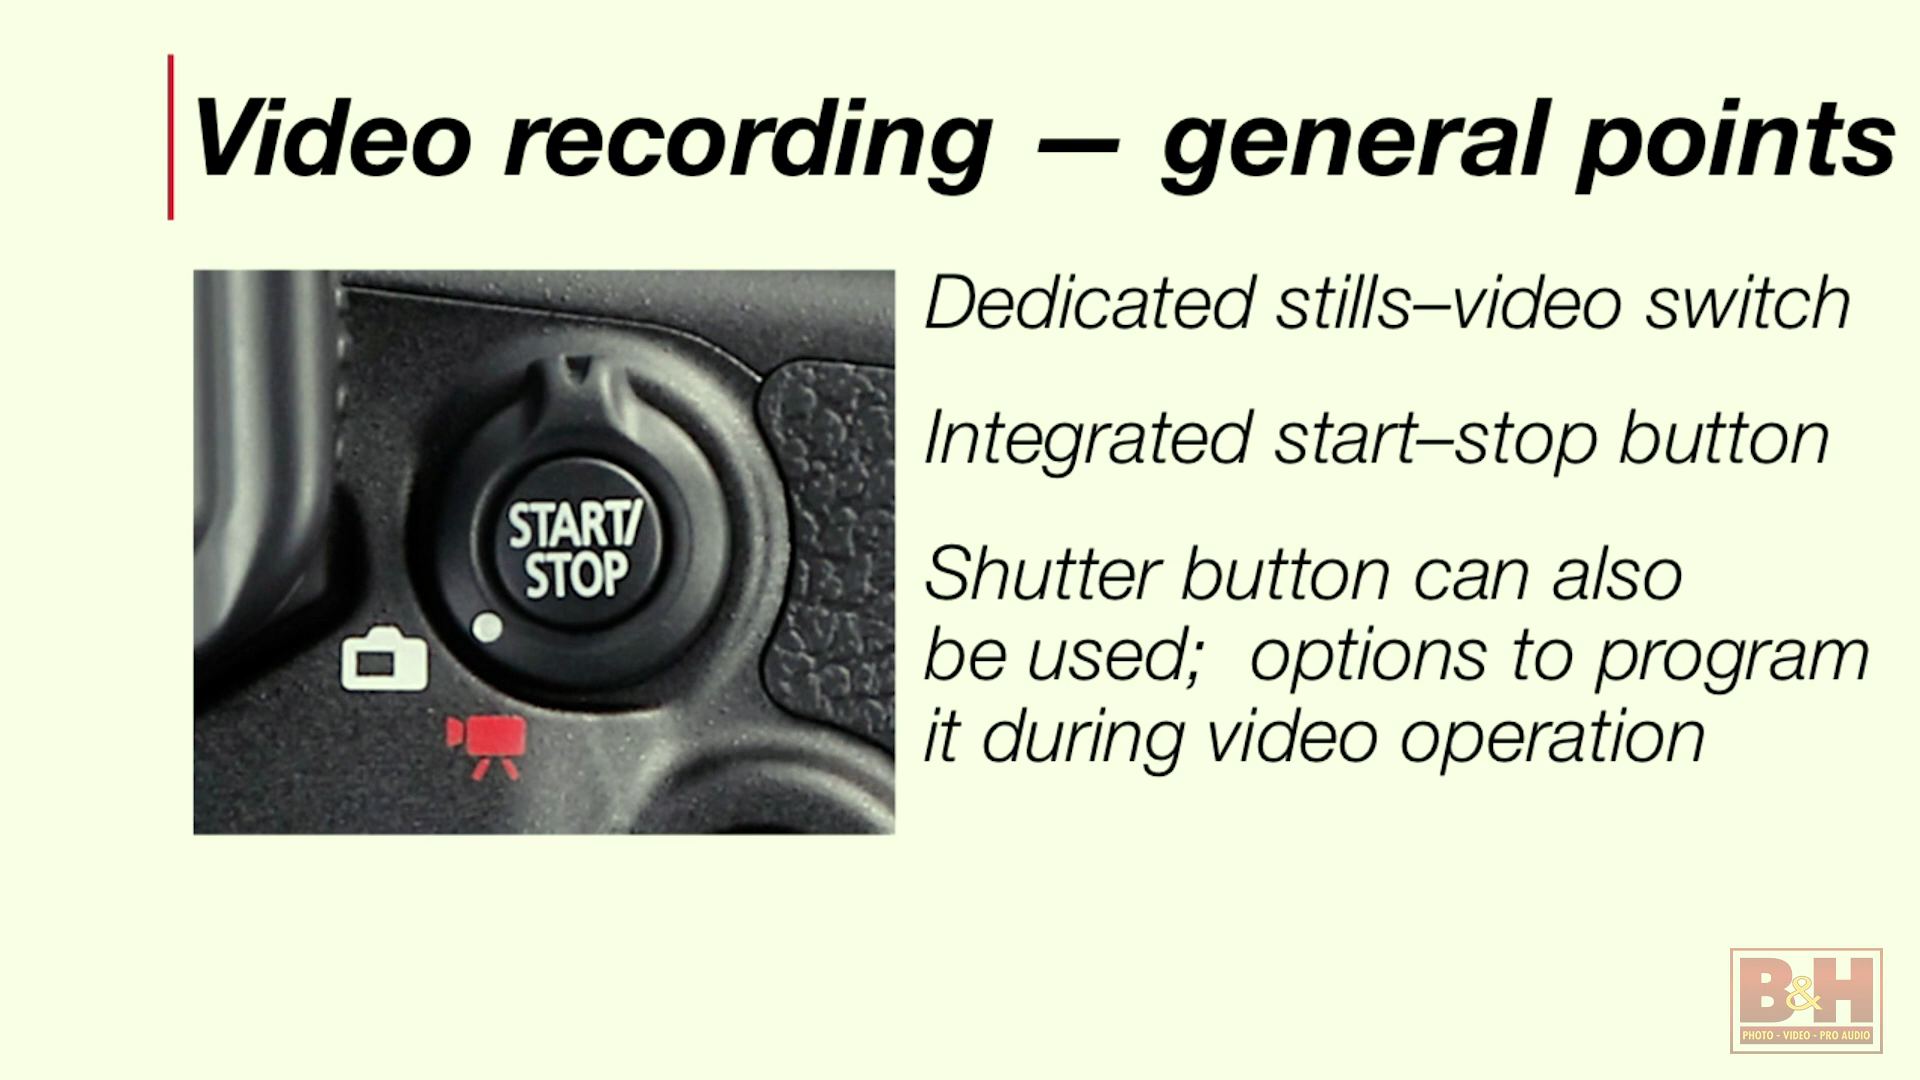 Video recording — general points
Dedicated stills–video switch
Integrated start–stop button
Shutter button can also
be used;  options to program
it during video operation
START/
STOP
B&H
PHOTO - VIDEO - PRO AUDIO